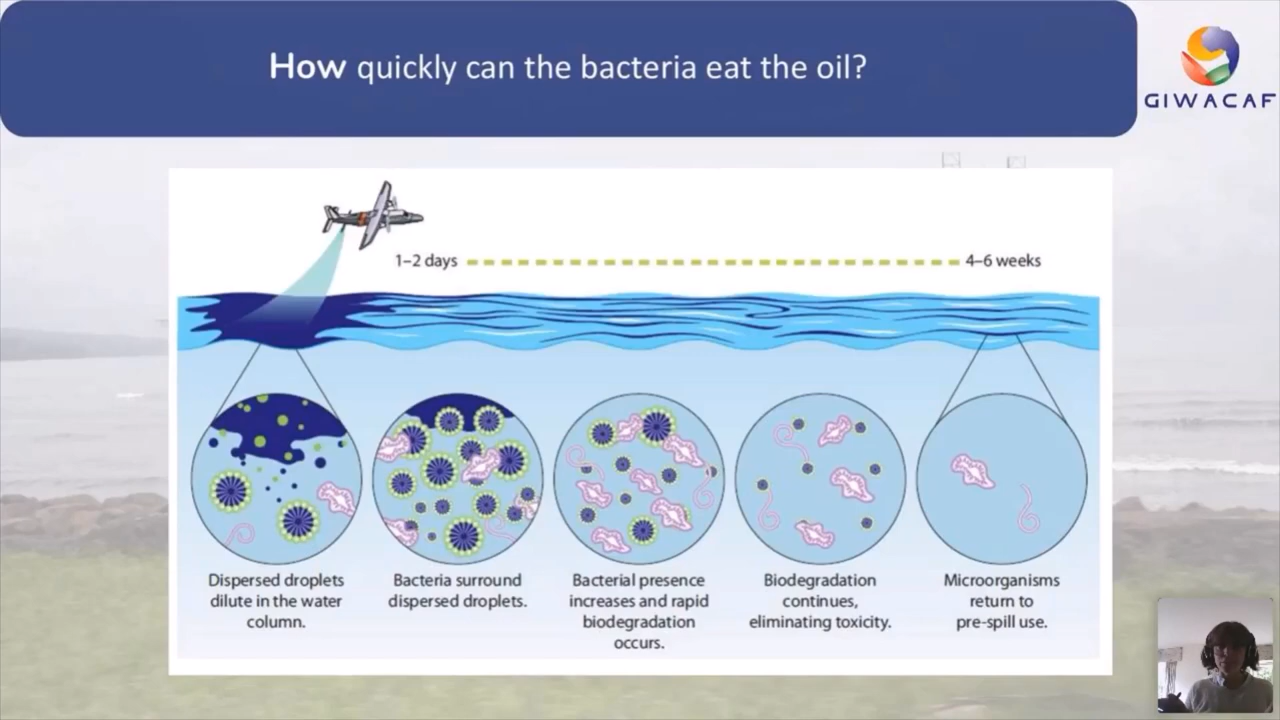 How quickly can the bacteria eat the oil?
GIWACAF
1–2 days
4–6 weeks
Dispersed droplets
dilute in the water
column.
Bacteria surround
dispersed droplets.
Bacterial presence
increases and rapid
biodegradation
occurs.
Biodegradation
continues,
eliminating toxicity.
Microorganisms
return to
pre-spill use.